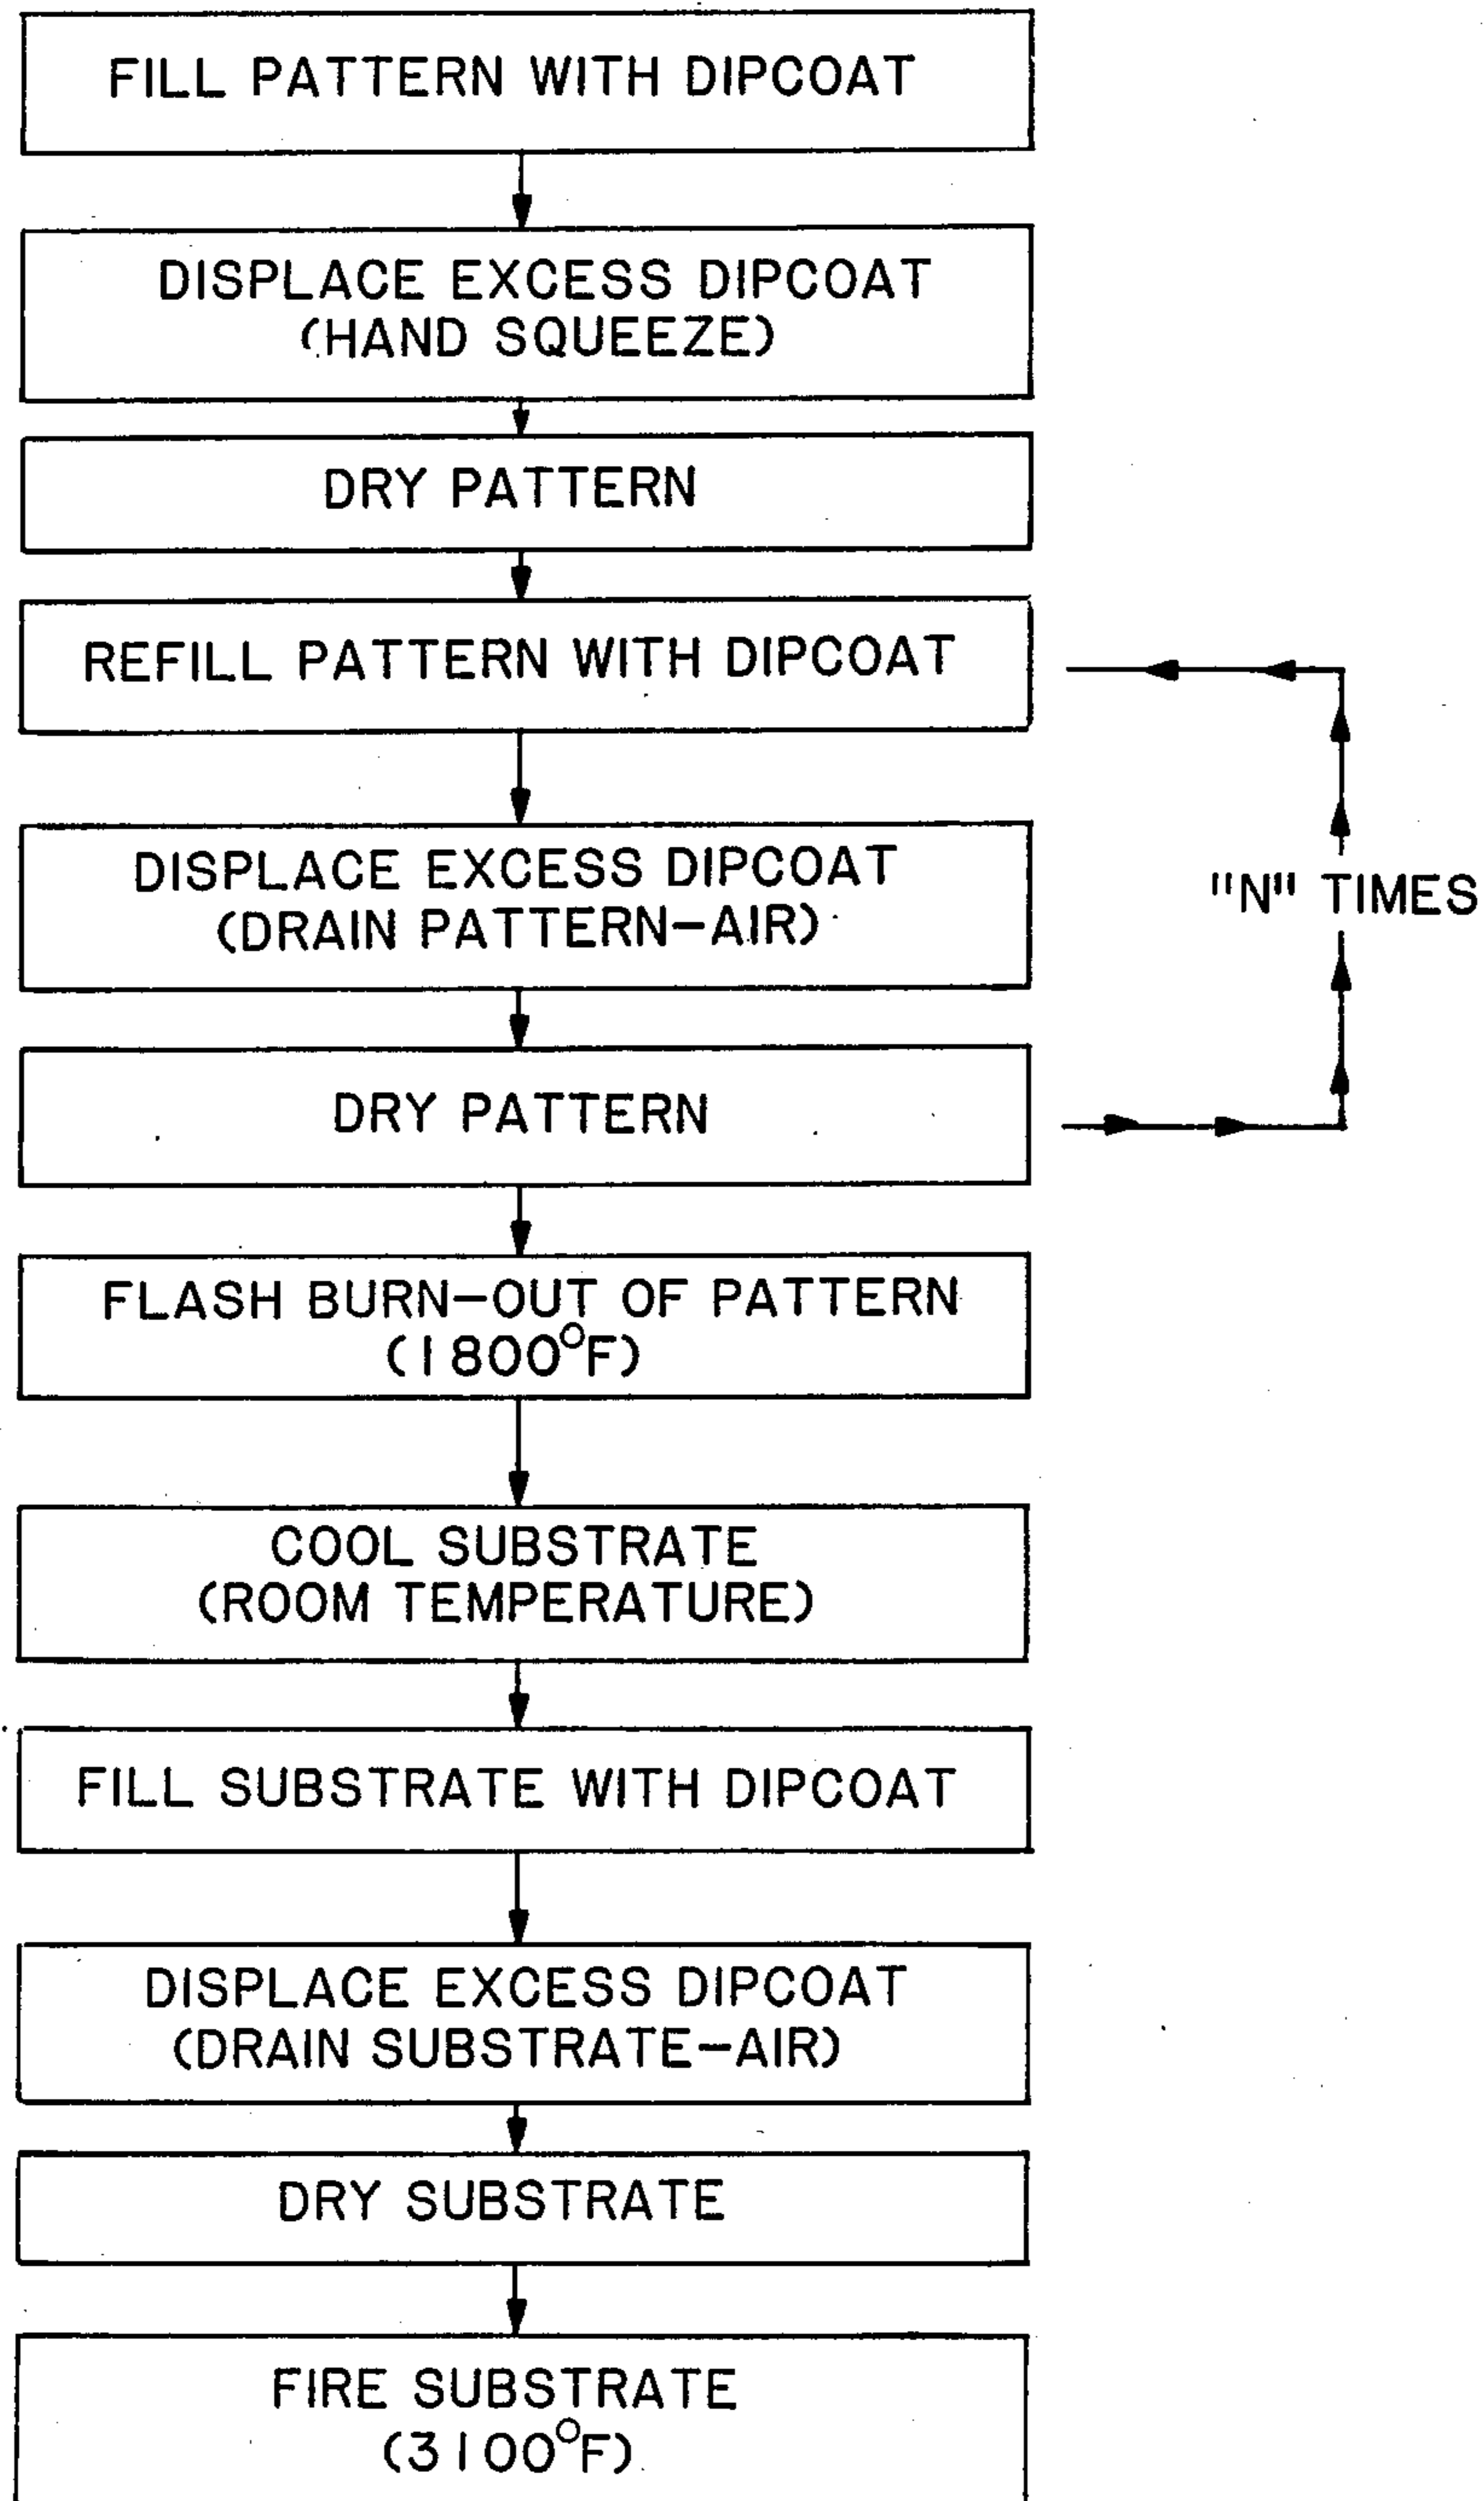 FILL PATTERN WITH DIPCOAT
DISPLACE EXCESS DIPCOAT
(HAND SQUEEZE)
DRY PATTERN
REFILL PATTERN WITH DIPCOAT
DISPLACE EXCESS DIPCOAT
(DRAIN PATTERN-AIR)
"N" TIMES
DRY PATTERN
FLASH BURN-OUT OF PATTERN
(1800°F)
COOL SUBSTRATE
(ROOM TEMPERATURE)
FILL SUBSTRATE WITH DIPCOAT
DISPLACE EXCESS DIPCOAT
(DRAIN SUBSTRATE-AIR)
DRY SUBSTRATE
FIRE SUBSTRATE
(3100°F)